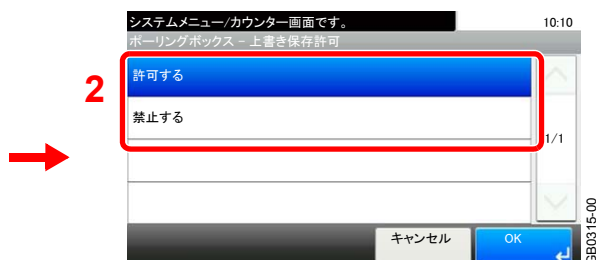 システムメニュー/カウンター画面です。 10:10
ポーリングボックス - 上書き保存許可
2
許可する
禁止する
1/1
キャンセル OK
GB0315-00